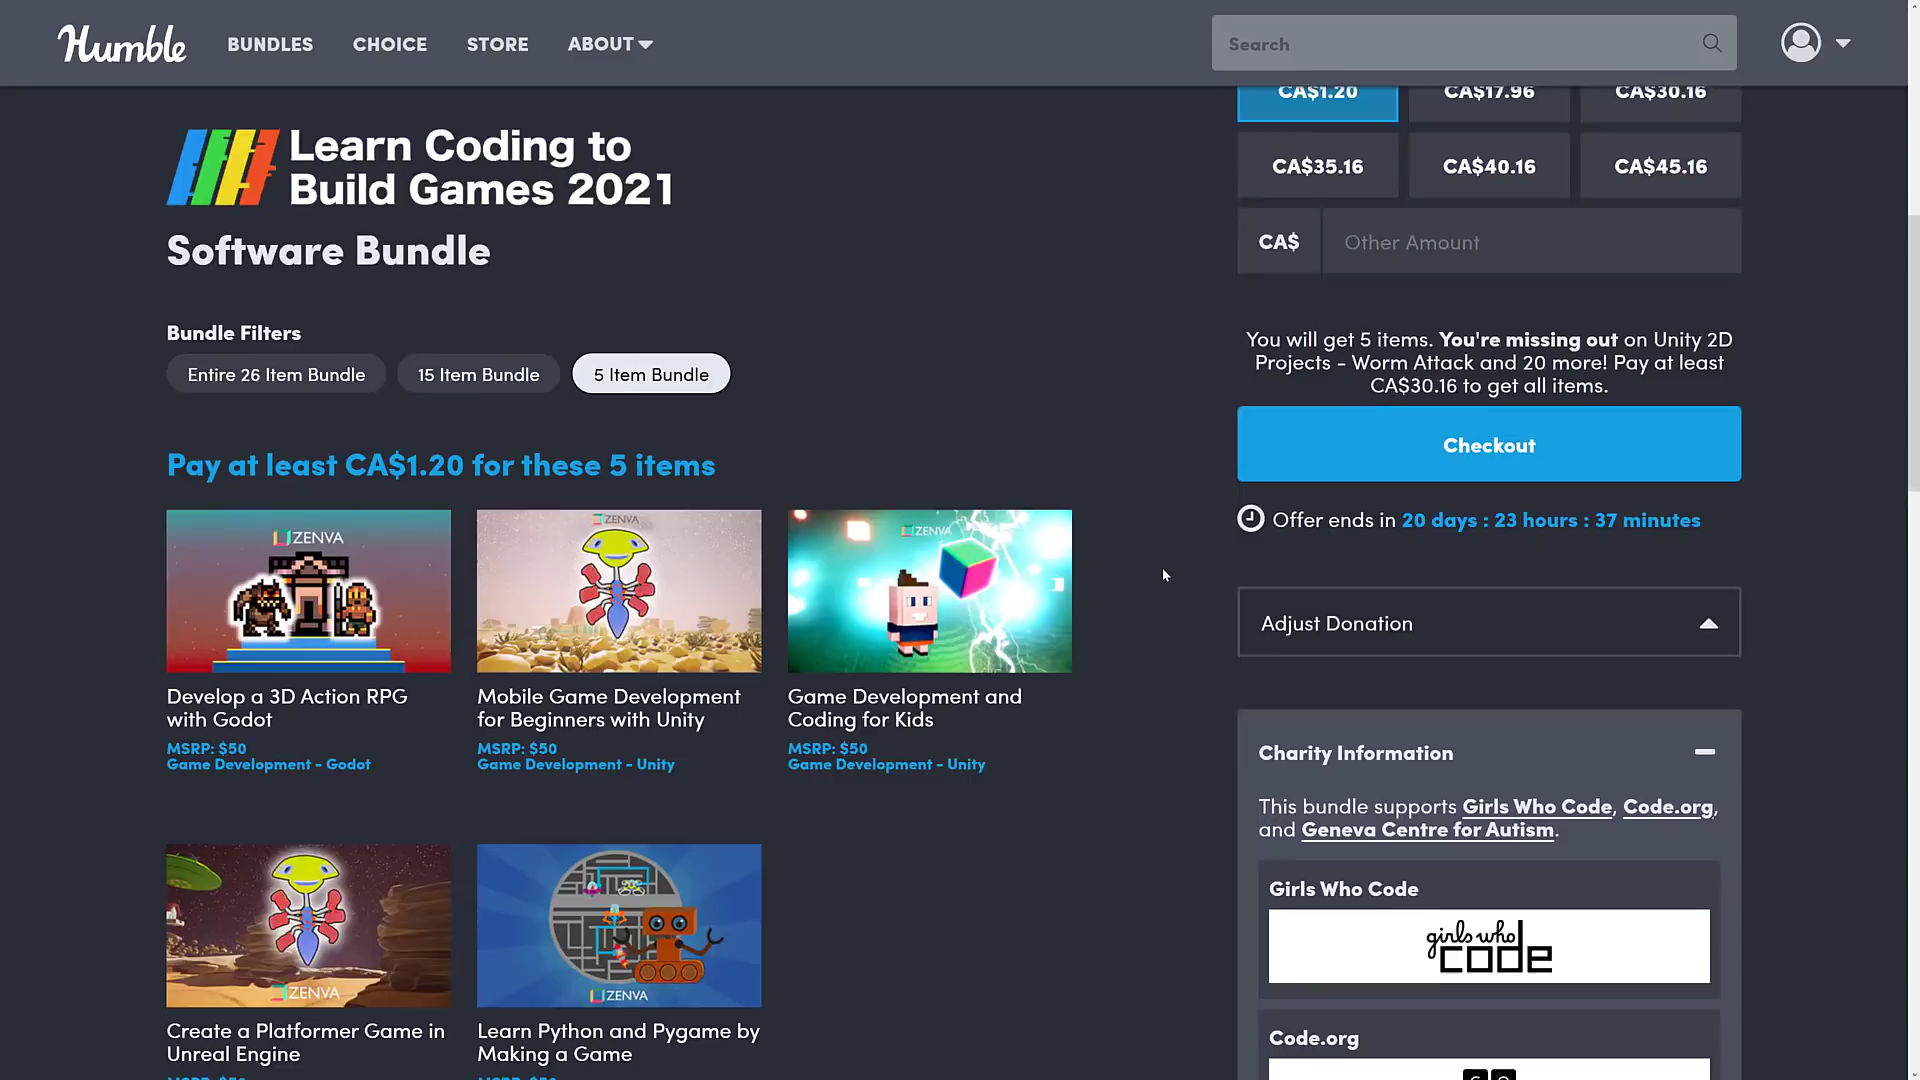 Humble
BUNDLES
CHOICE
STORE
ABOUT
Search
Learn Coding to
Build Games 2021
Software Bundle
Bundle Filters
Entire 26 Item Bundle
15 Item Bundle
5 Item Bundle
Pay at least CA$1.20 for these 5 items
ZENVA
Develop a 3D Action RPG
with Godot
MSRP: $50
Game Development - Godot
ZENVA
Mobile Game Development
for Beginners with Unity
MSRP: $50
Game Development - Unity
ZENVA
Game Development and
Coding for Kids
MSRP: $50
Game Development - Unity
ZENVA
Create a Platformer Game in
Unreal Engine
ZENVA
Learn Python and Pygame by
Making a Game
CA$1.20
CA$17.96
CA$30.16
CA$35.16
CA$40.16
CA$45.16
CA$
Other Amount
You will get 5 items. You're missing out on Unity 2D
Projects - Worm Attack and 20 more! Pay at least
CA$30.16 to get all items.
Checkout
Offer ends in 20 days : 23 hours : 37 minutes
Adjust Donation
Charity Information
This bundle supports Girls Who Code, Code.org,
and Geneva Centre for Autism.
Girls Who Code
girls who
code
Code.org